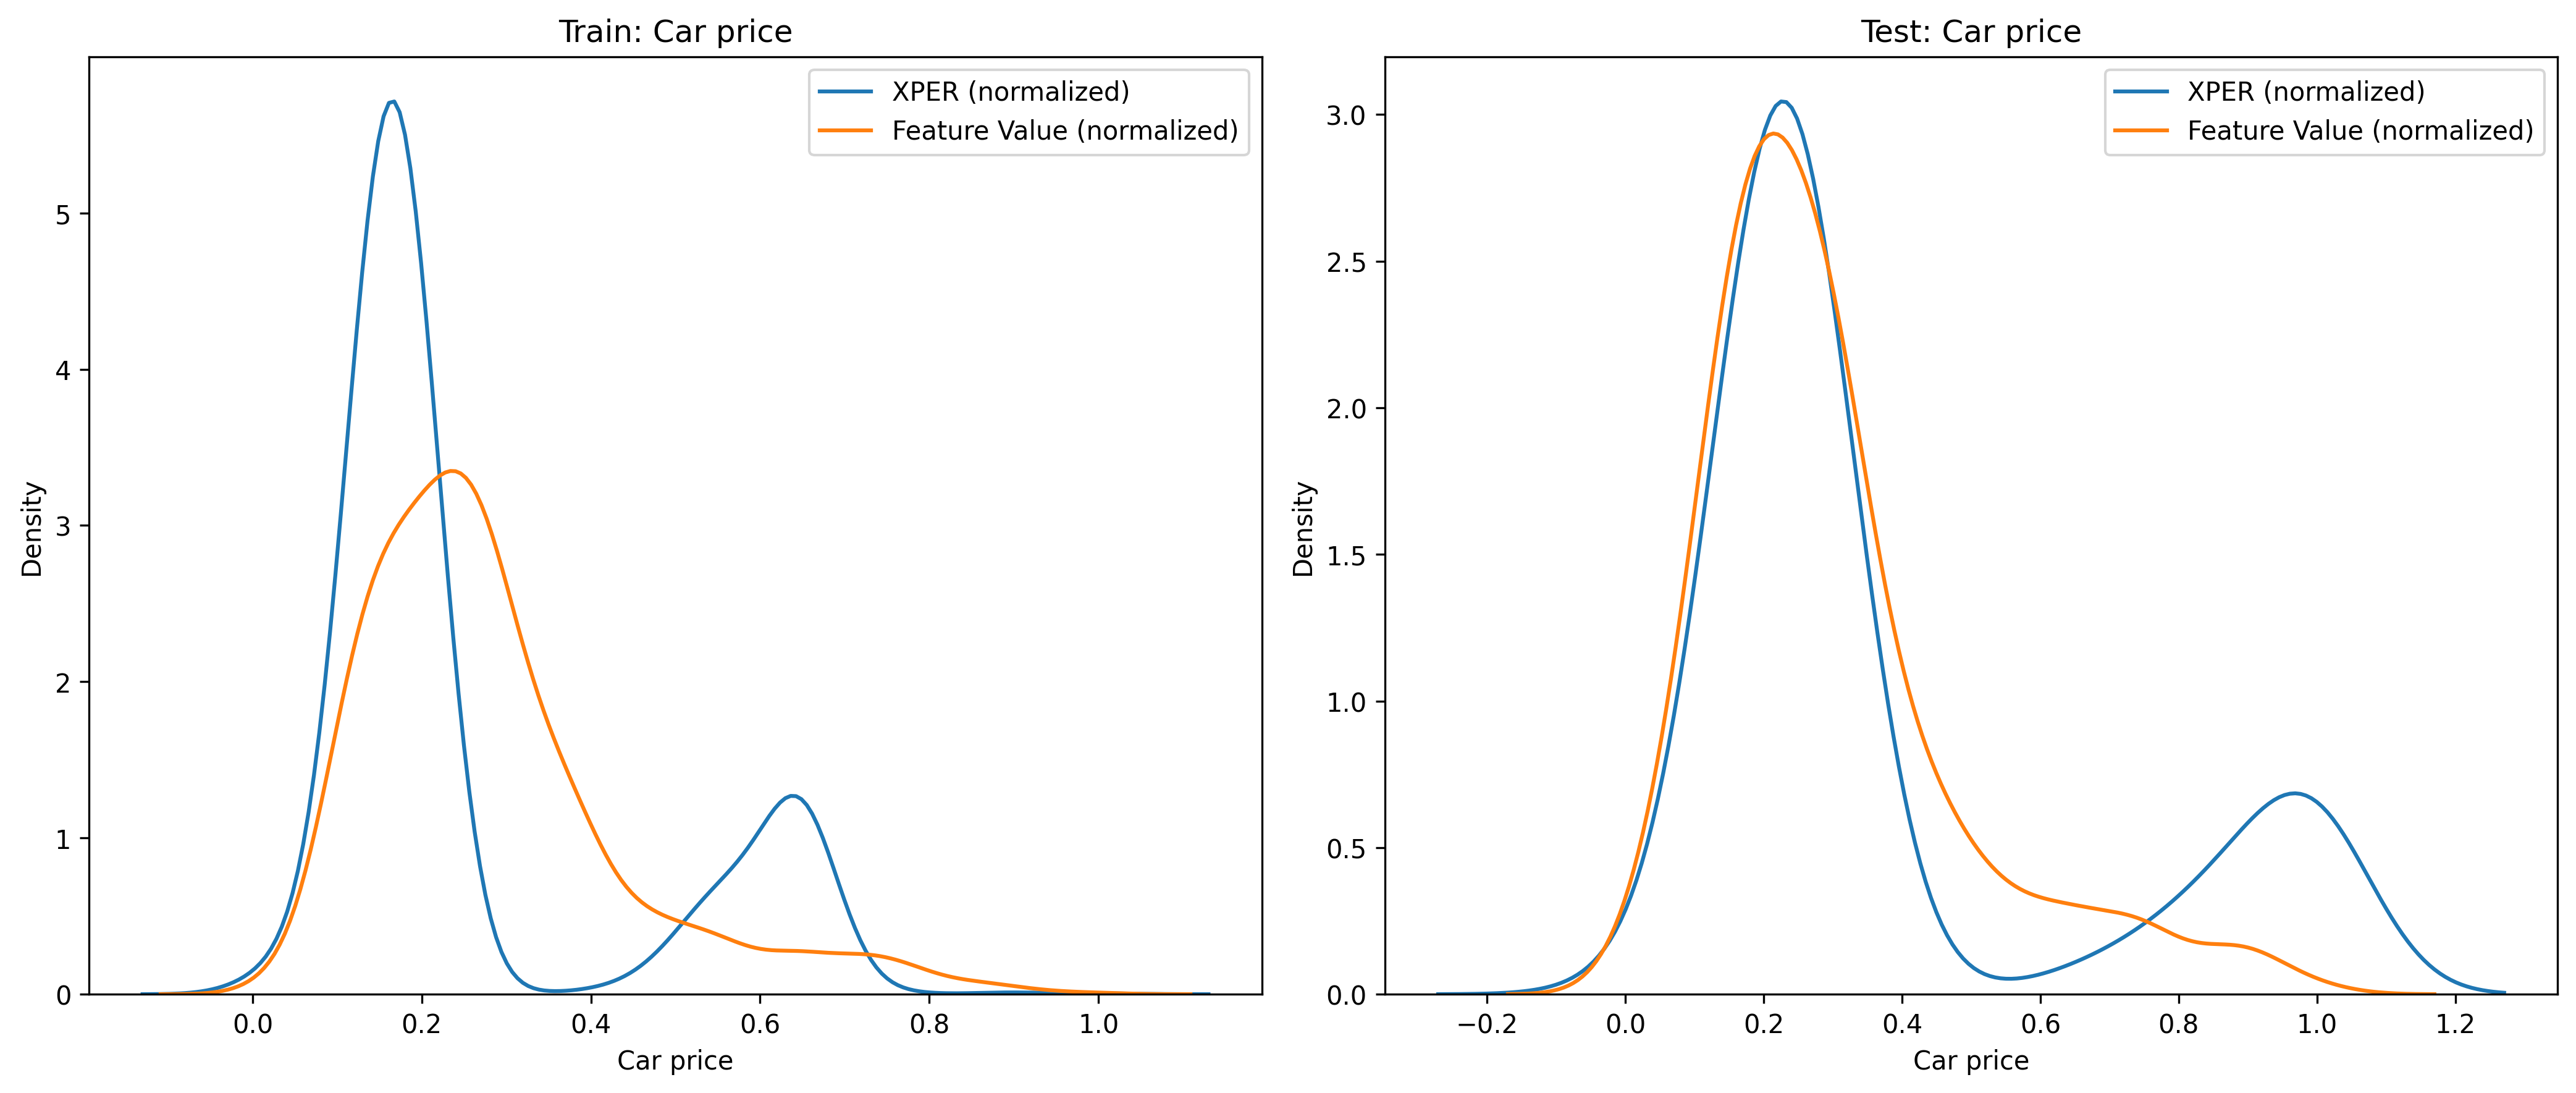 Train: Car price
XPER (normalized)
Feature Value (normalized)
Density
5
4
3
2
1
0
0.0 0.2 0.4 0.6 0.8 1.0
Car price
Test: Car price
XPER (normalized)
Feature Value (normalized)
Density
3.0
2.5
2.0
1.5
1.0
0.5
0.0
−0.2 0.0 0.2 0.4 0.6 0.8 1.0 1.2
Car price